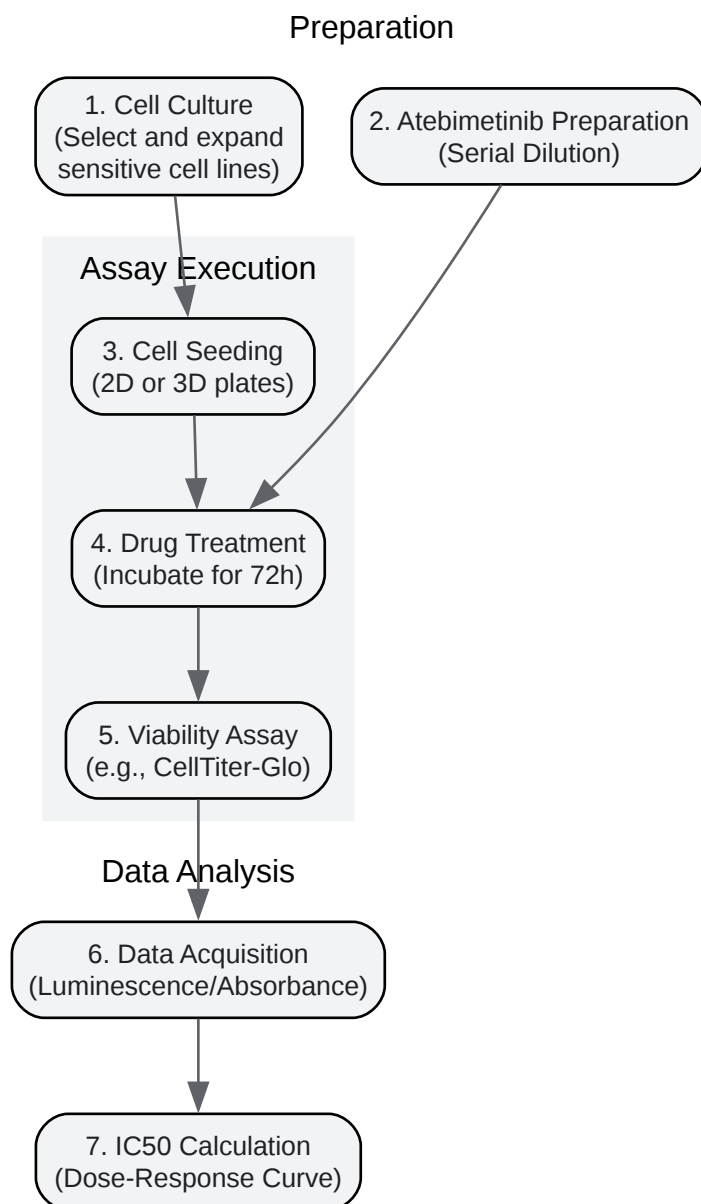 Preparation
1. Cell Culture
(Select and expand
sensitive cell lines)
2. Atebimetinib Preparation
(Serial Dilution)
Assay Execution
3. Cell Seeding
(2D or 3D plates)
4. Drug Treatment
(Incubate for 72h)
5. Viability Assay
(e.g., CellTiter-Glo)
Data Analysis
6. Data Acquisition
(Luminescence/Absorbance)
7. IC50 Calculation
(Dose-Response Curve)